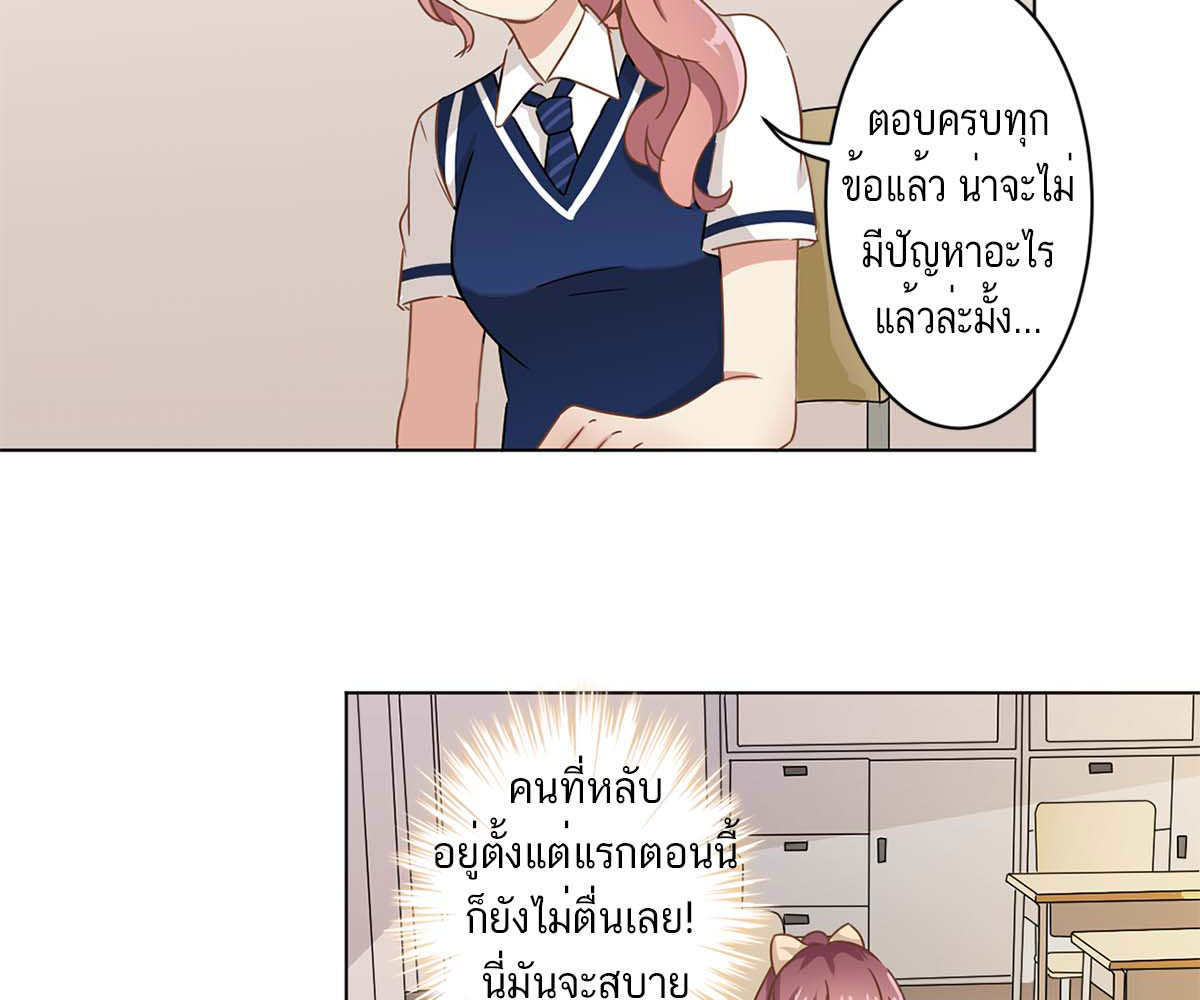 ตอบครบทุก
ข้อแล้ว น่าจะไม่
มีปัญหาอะไร
แล้วล่ะมั้ง...
คนที่หลับ
อยู่ตั้งแต่แรกตอนนี้
ก็ยังไม่ตื่นเลย!
นี่มันจะสบาย